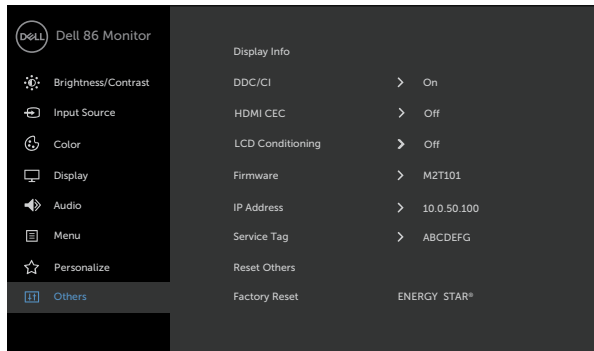 DELL
Dell 86 Monitor
Brightness/Contrast
Input Source
Color
Display
Audio
Menu
Personalize
Others
Display Info
DDC/CI > On
HDMI CEC > Off
LCD Conditioning > Off
Firmware > M2T101
IP Address > 10.0.50.100
Service Tag > ABCDEFG
Reset Others
Factory Reset ENERGY STAR®